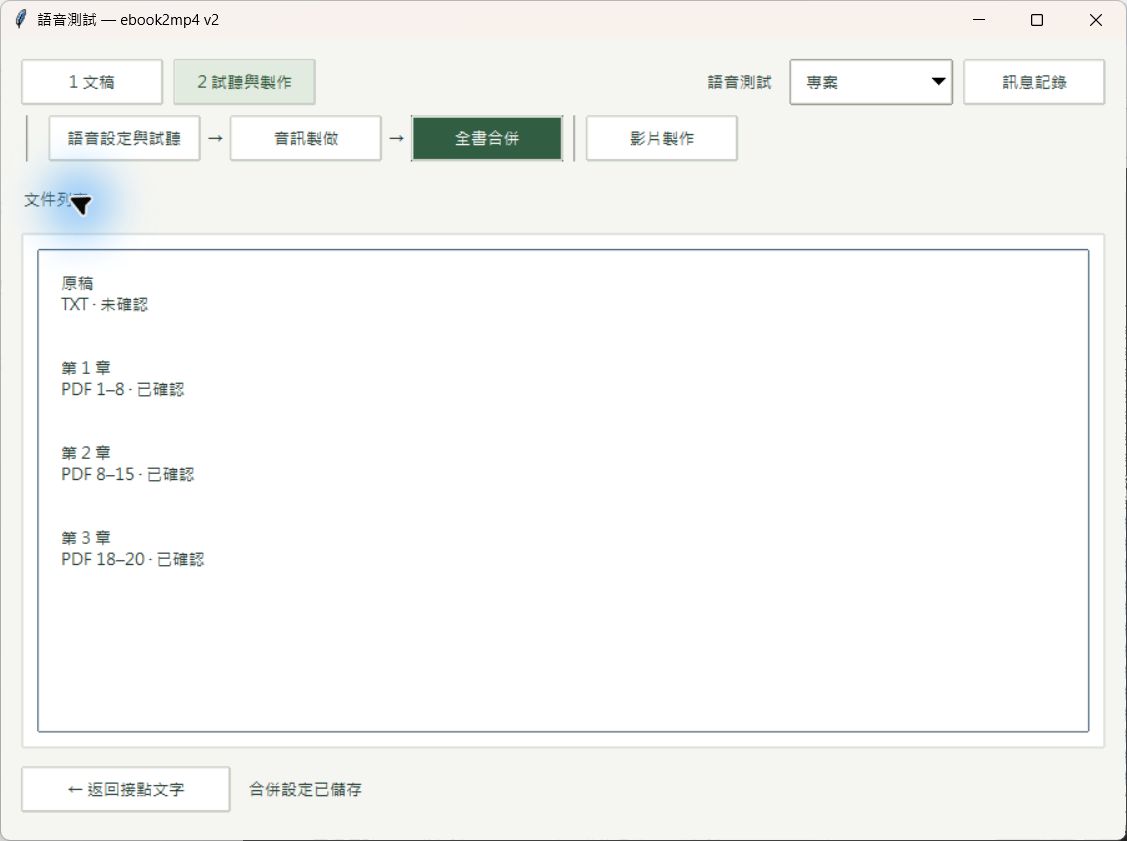 語音測試 — ebook2mp4 v2
1 文稿
2 試聽與製作
語音測試
專案
訊息記錄
語音設定與試聽
→
音訊製做
→
全書合併
影片製作
文件列
原稿
TXT · 未確認
第 1 章
PDF 1–8 · 已確認
第 2 章
PDF 8–15 · 已確認
第 3 章
PDF 18–20 · 已確認
← 返回接點文字
合併設定已儲存